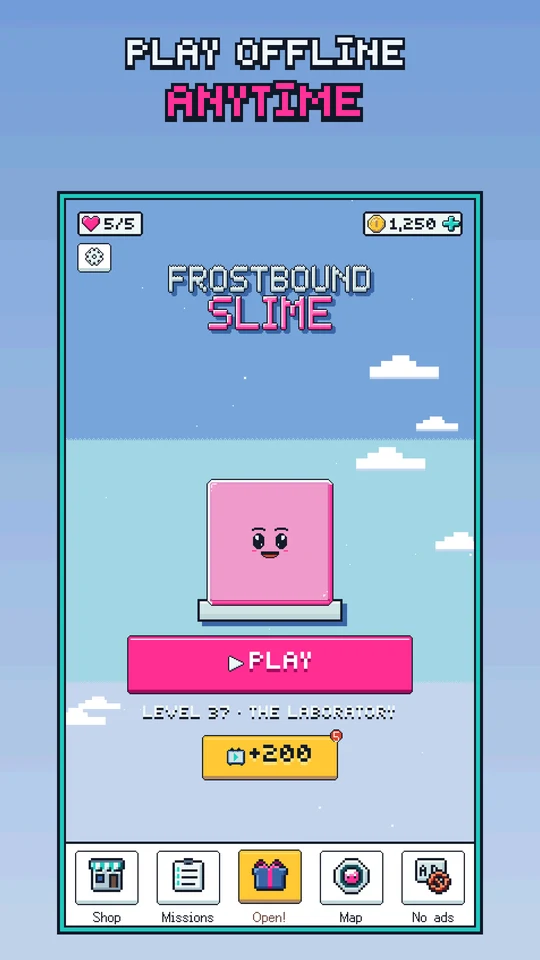 PLAY OFFLINE
ANYTIME
5/5
1,250
FROSTBOUND
SLIME
PLAY
LEVEL 37 · THE LABORATORY
5
+200
Shop
Missions
Open!
Map
No ads